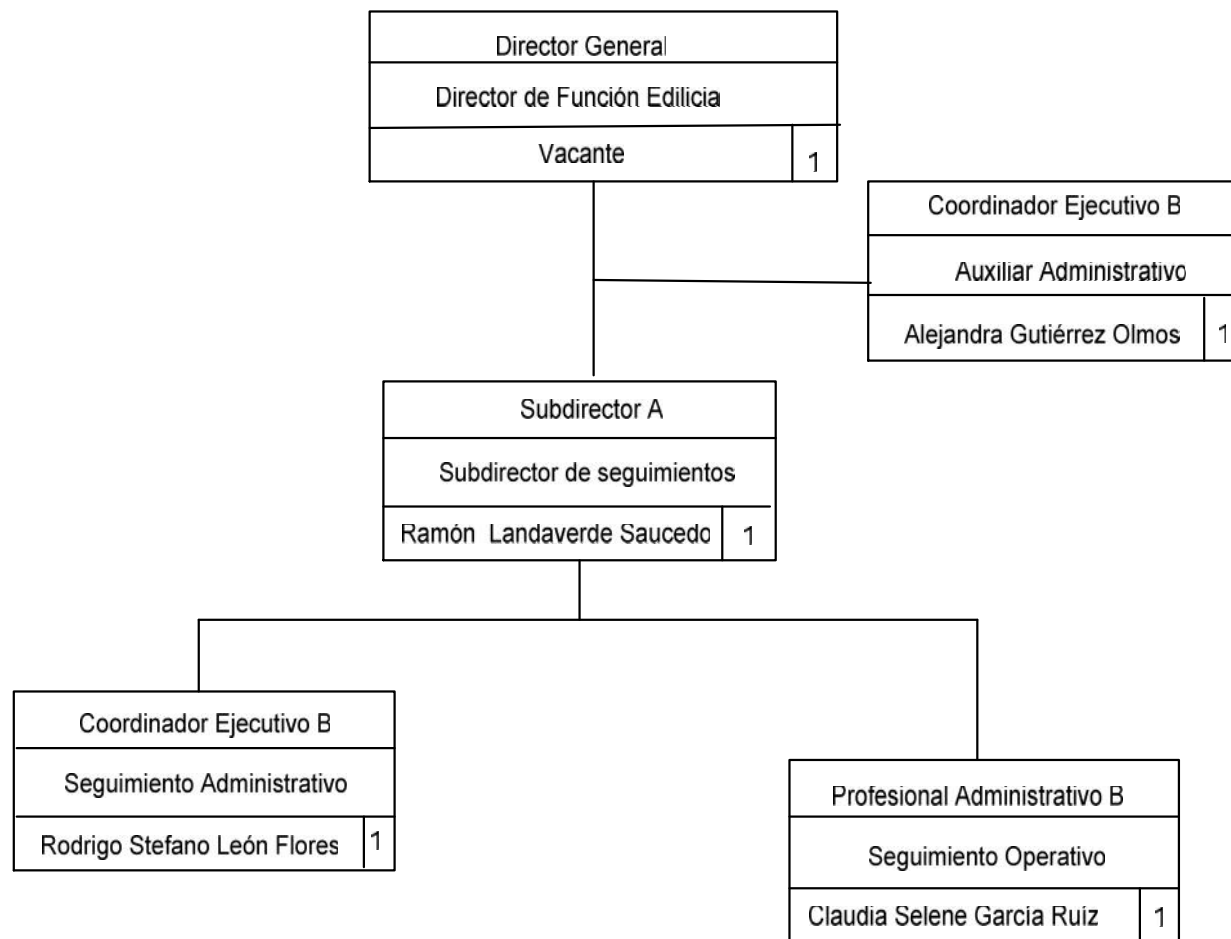 Director General
Director de Función Edilicia
Vacante 1
Coordinador Ejecutivo B
Auxiliar Administrativo
Alejandra Gutiérrez Olmos 1
Subdirector A
Subdirector de seguimientos
Ramón Landaverde Saucedo 1
Coordinador Ejecutivo B
Seguimiento Administrativo
Rodrigo Stefano León Flores 1
Profesional Administrativo B
Seguimiento Operativo
Claudia Selene García Ruíz 1